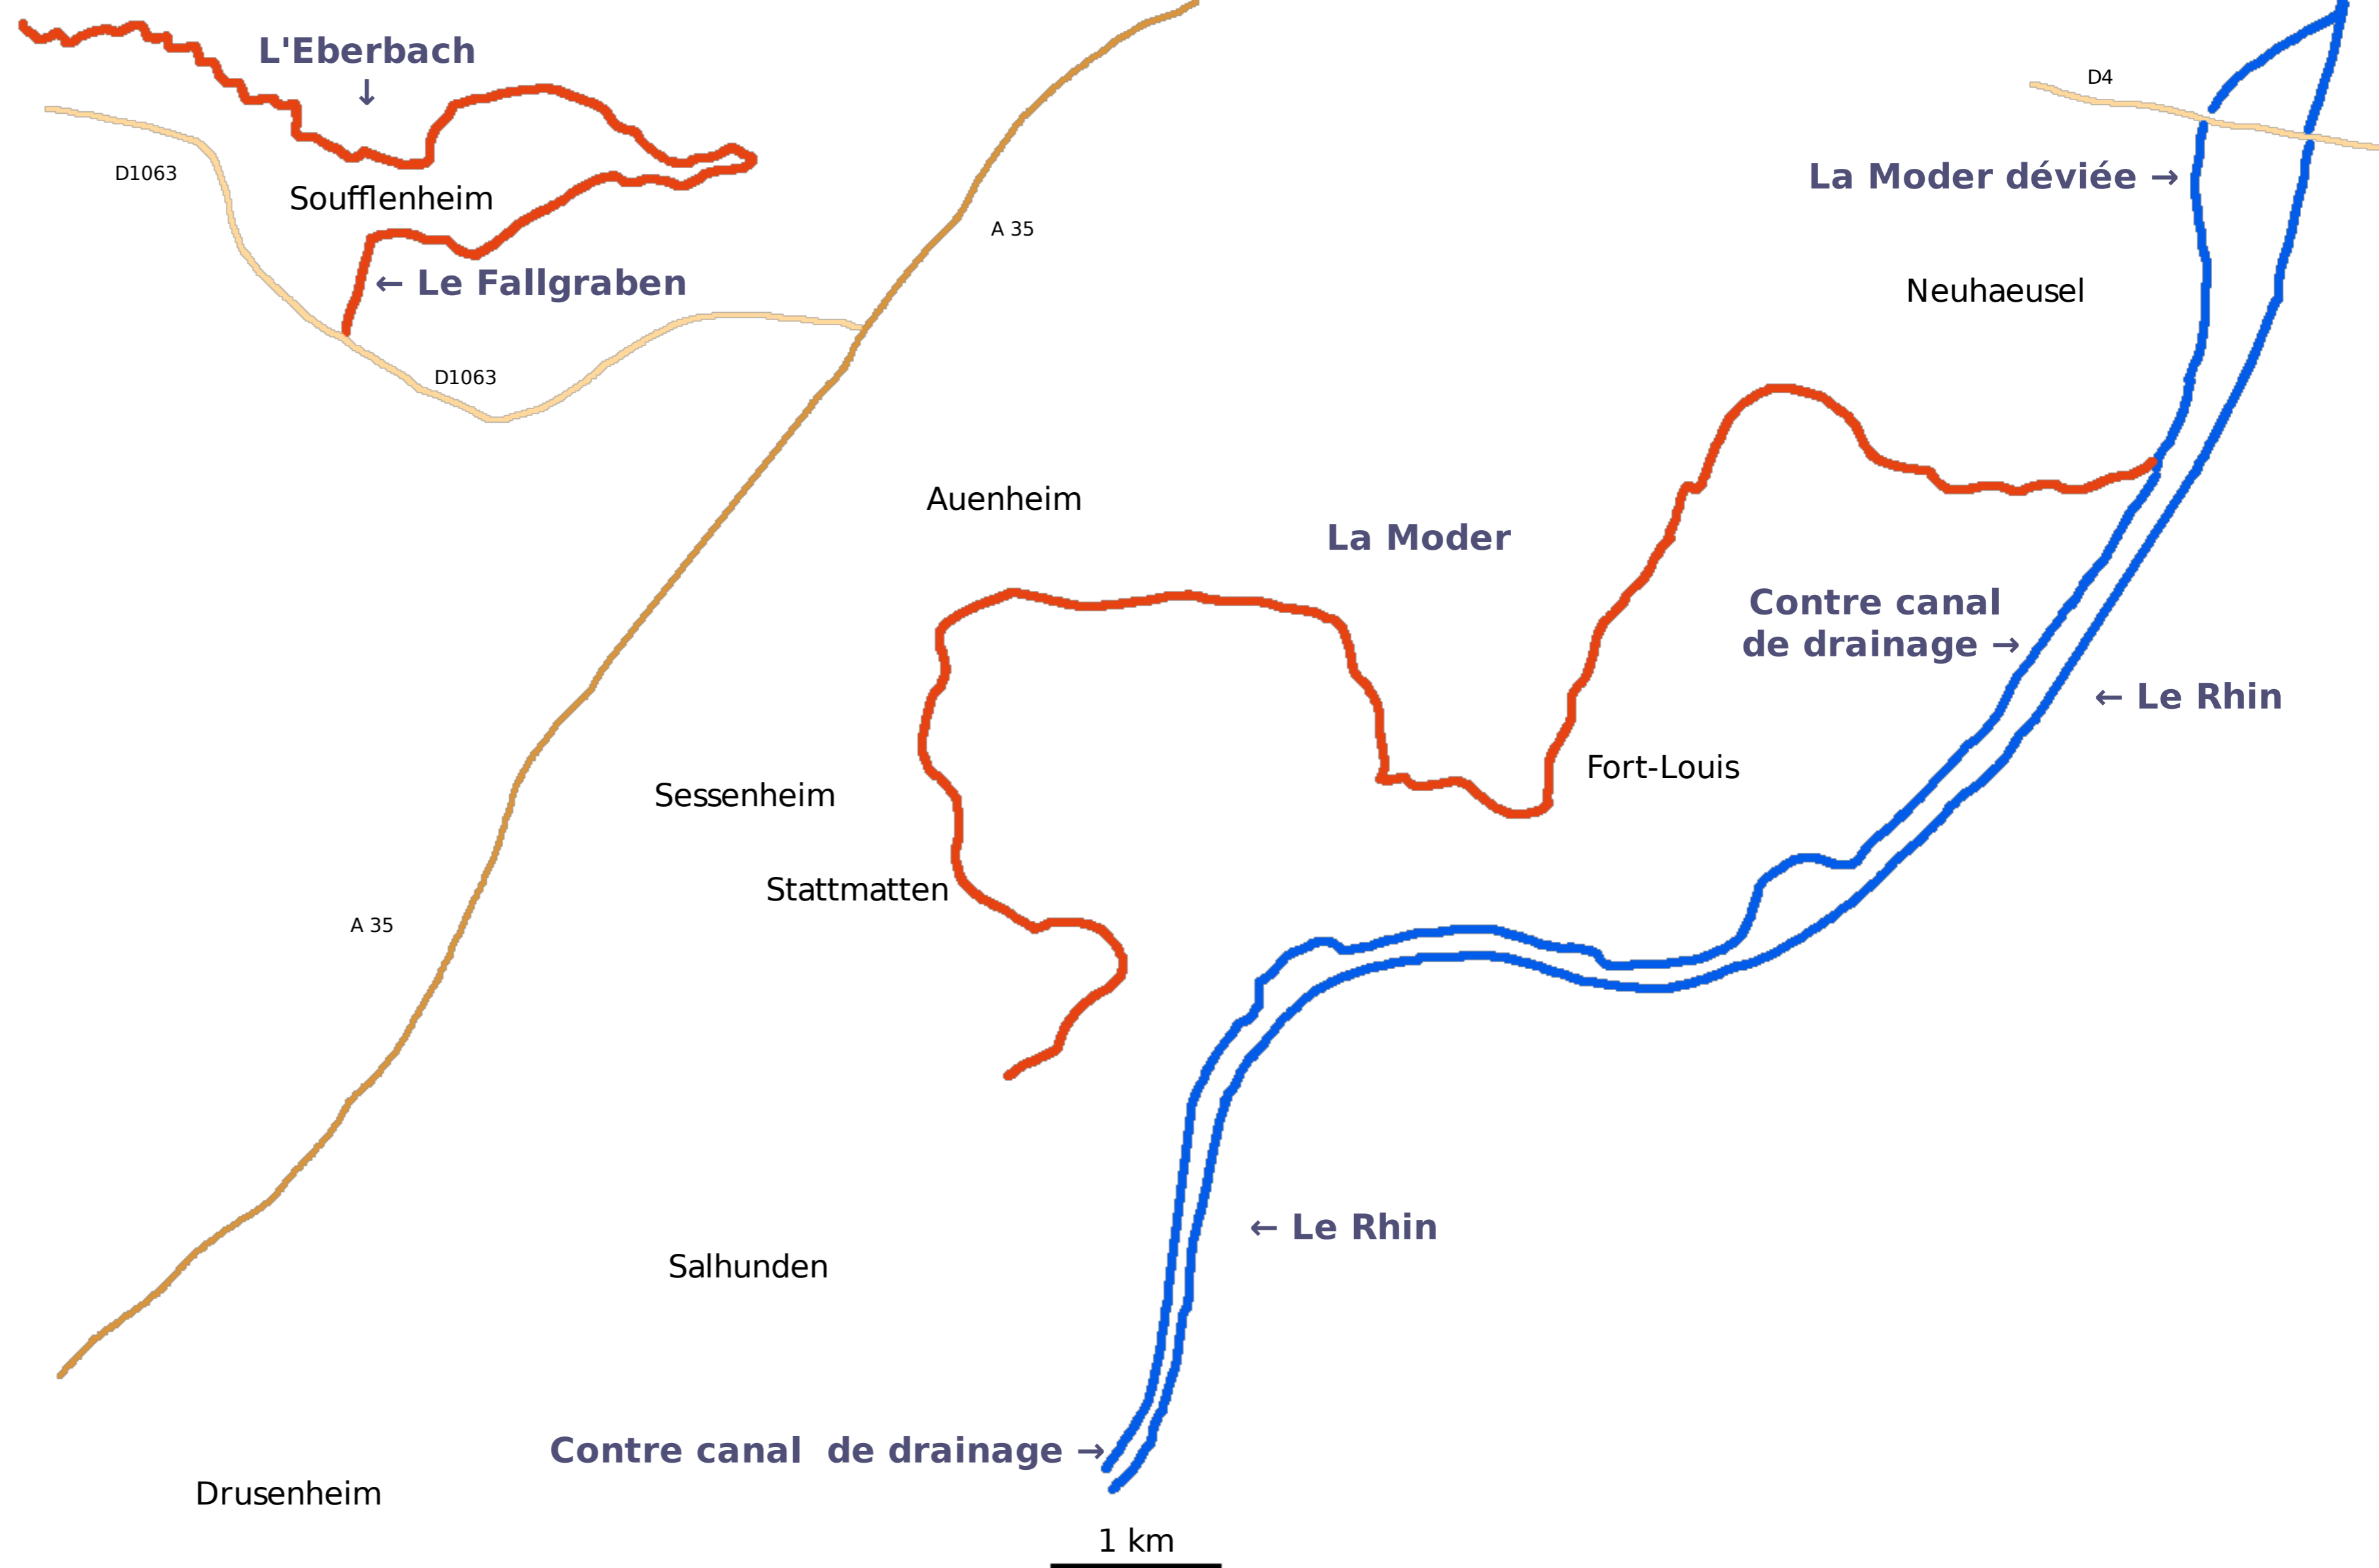 L'Eberbach
↓
D4
D1063
La Moder déviée →
Soufflenheim
A 35
← Le Fallgraben
Neuhaeusel
D1063
Auenheim
La Moder
Contre canal
de drainage →
← Le Rhin
Fort-Louis
Sessenheim
Stattmatten
A 35
← Le Rhin
Salhunden
Contre canal  de drainage →
Drusenheim
1 km